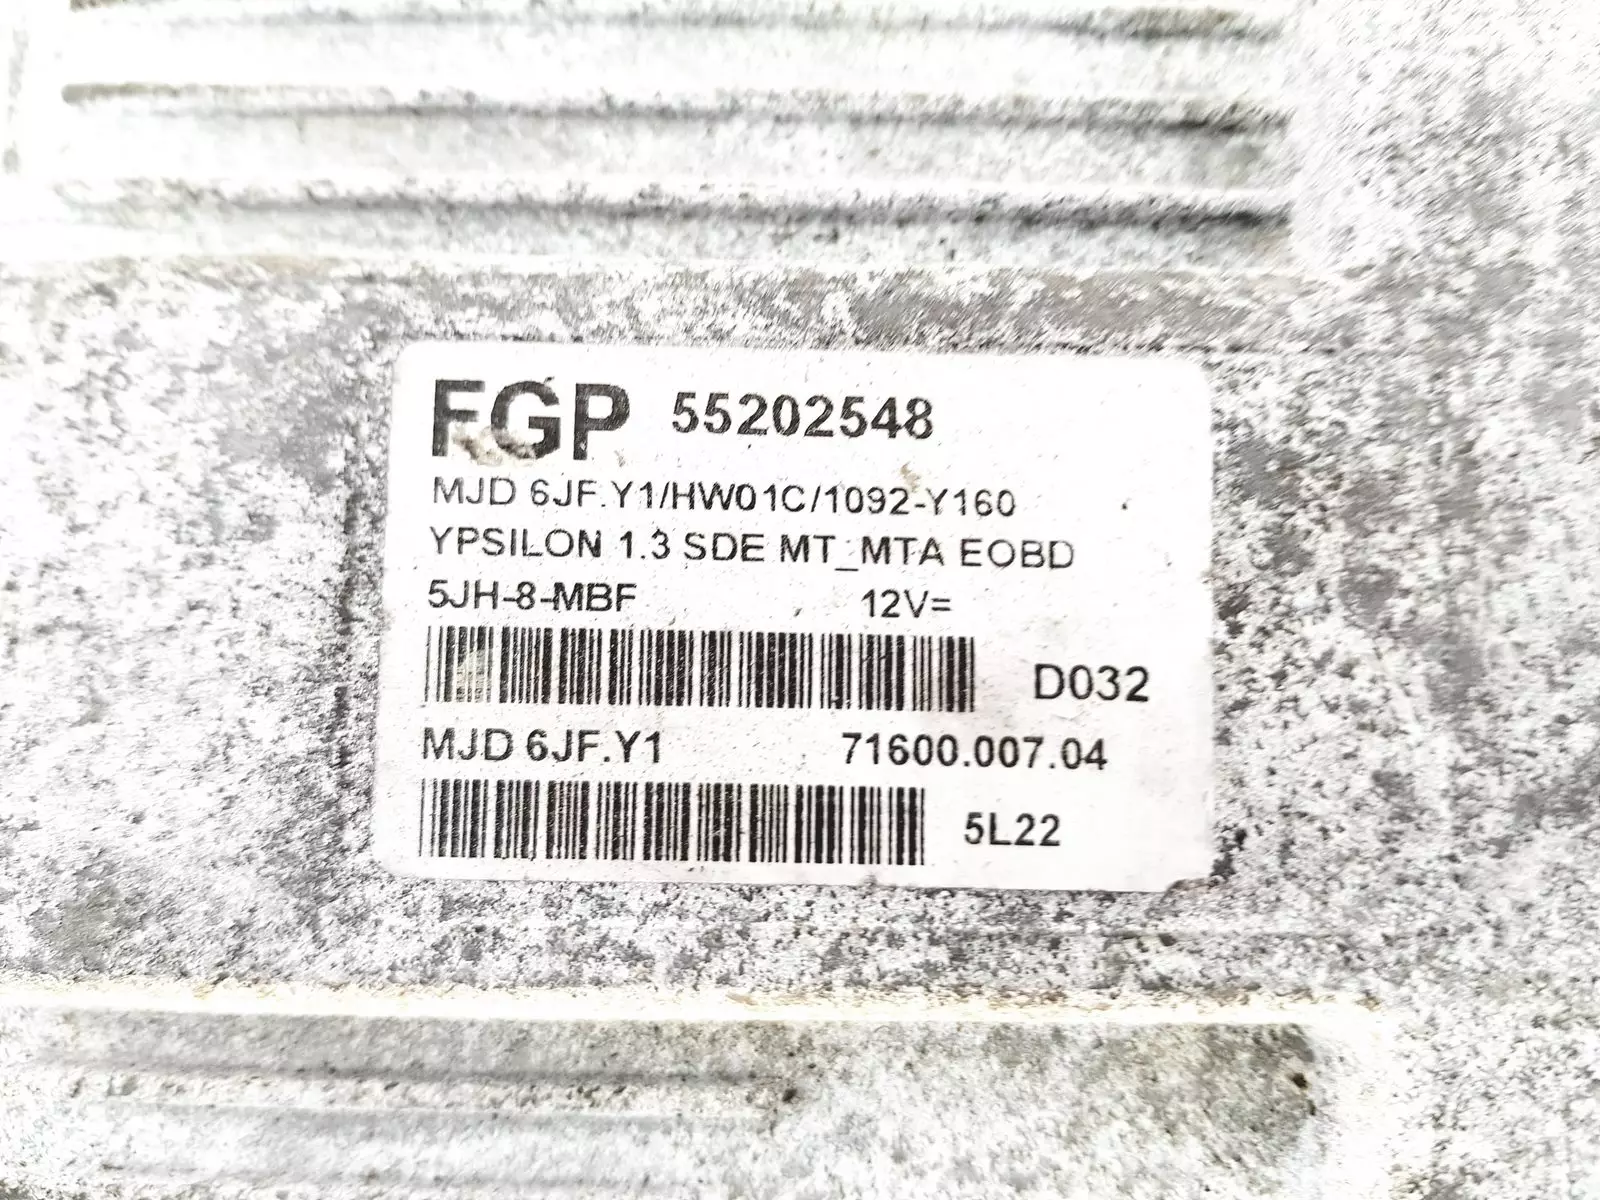 FGP 55202548
MJD 6JF.Y1/HW01C/1092-Y160
YPSILON 1.3 SDE MT_MTA EOBD
5JH-8-MBF 12V=
D032
MJD 6JF.Y1 71600.007.04
5L22